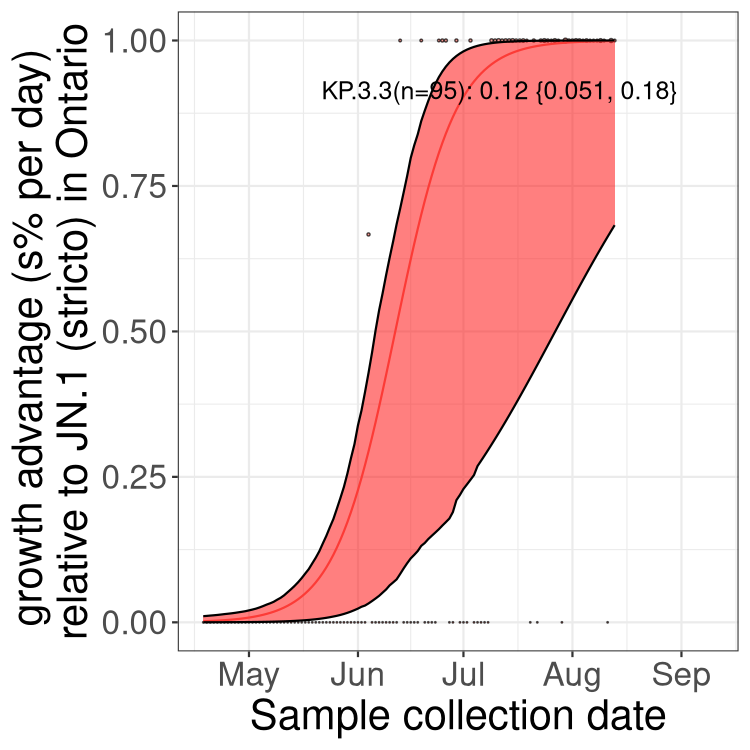 growth advantage (s% per day)
relative to JN.1 (stricto) in Ontario
1.00
0.75
0.50
0.25
0.00
KP.3.3(n=95): 0.12 {0.051, 0.18}
May Jun Jul Aug Sep
Sample collection date